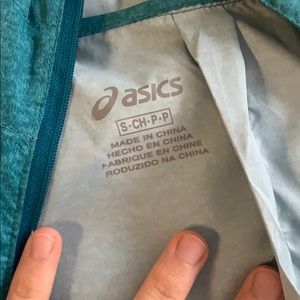 asics
S-CH-P-P
MADE IN CHINA
HECHO EN CHINA
FABRIQUE EN CHINE
RODUZIDO NA CHINA